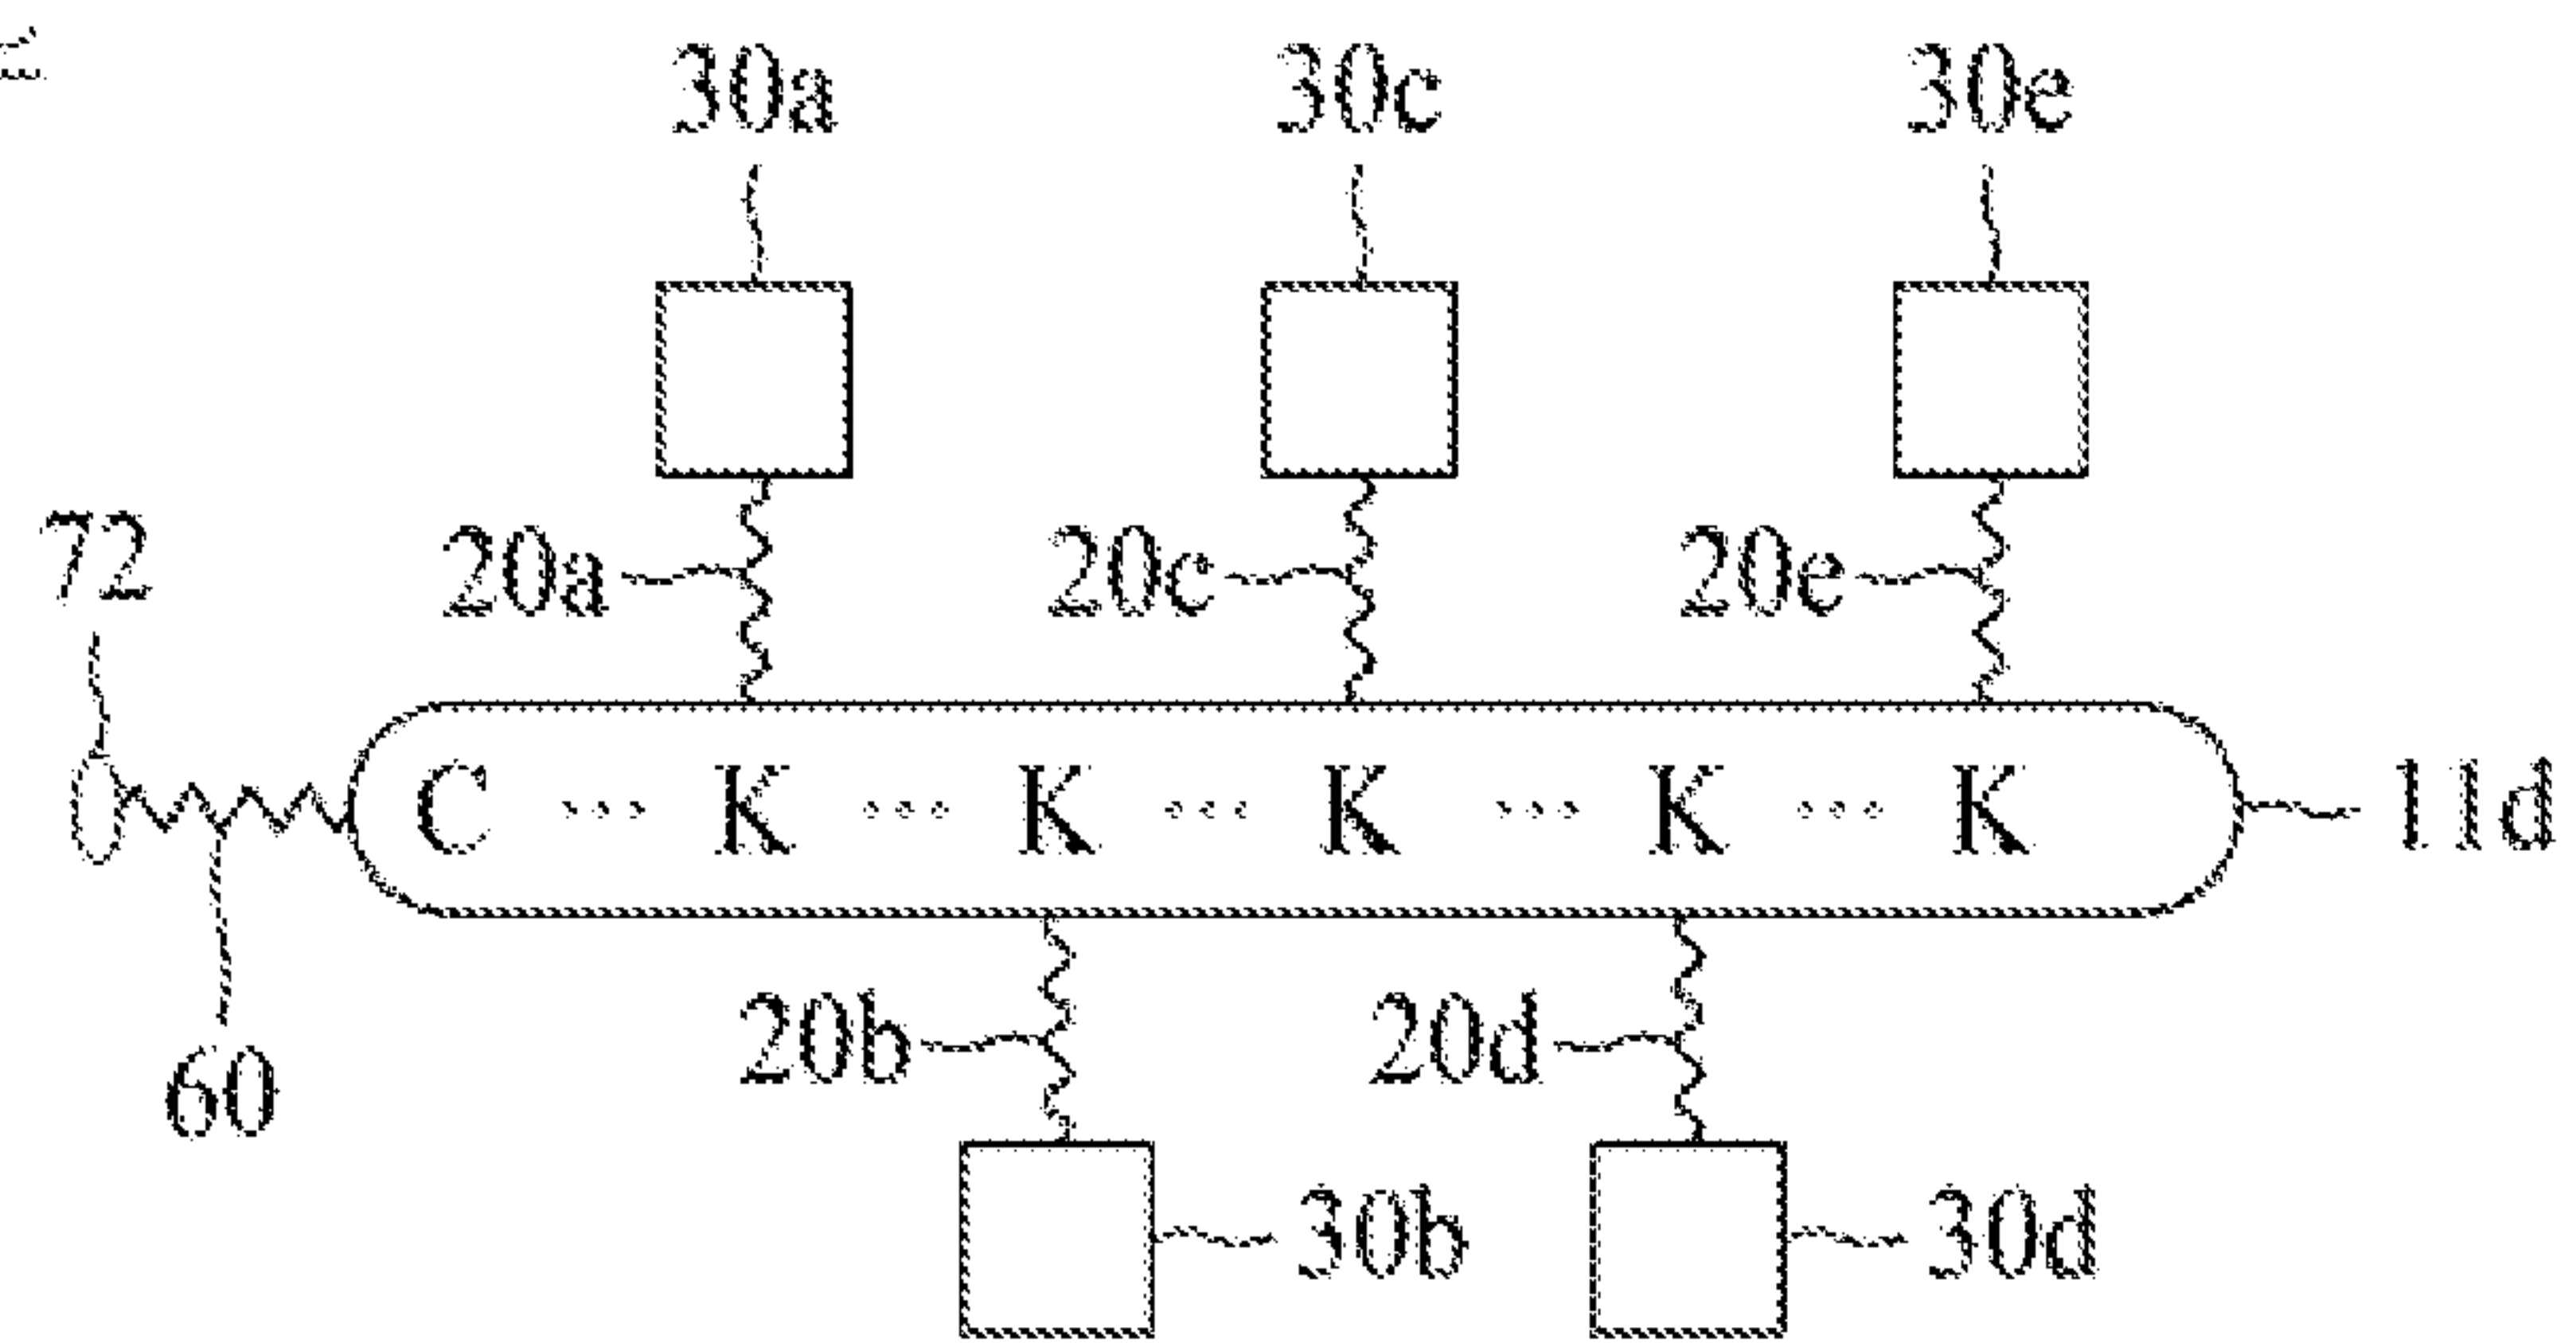 30a 30c 30e
72 20a 20c 20e
C ··· K ··· K ··· K ··· K ··· K 11d
60 20b 20d
30b 30d